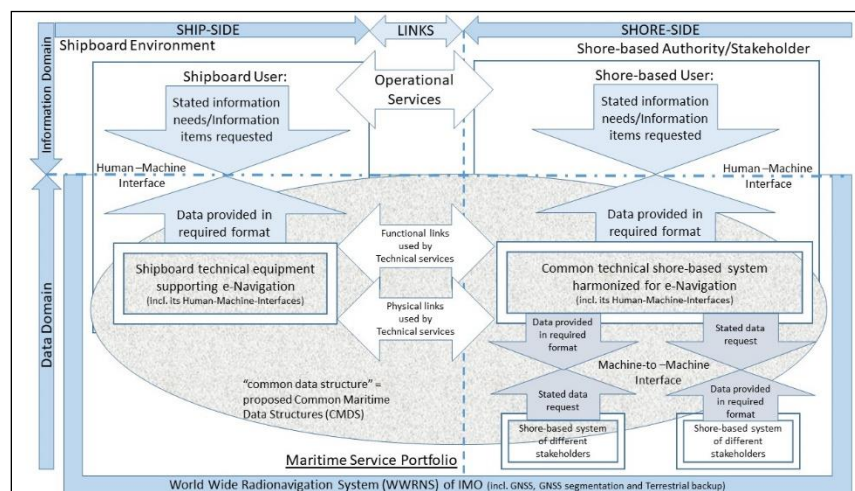 SHIP-SIDE
LINKS
SHORE-SIDE
Shipboard Environment
Shore-based Authority/Stakeholder
Information Domain
Data Domain
Shipboard User:
Operational
Services
Shore-based User:
Stated information
needs/Information
items requested
Stated information
needs/Information
items requested
Human –Machine
Interface
Human –Machine
Interface
Data provided in
required format
Functional links
used by
Technical services
Data provided in
required format
Shipboard technical equipment
supporting e-Navigation
(incl. its Human-Machine-Interfaces)
Common technical shore-based system
harmonized for e-Navigation
(incl. its Human-Machine-Interfaces)
Physical links
used by
Technical services
Data provided
in required
format
Stated data
request
Machine-to –Machine
Interface
Stated data
request
Data provided
in required
format
"common data structure" =
proposed Common Maritime
Data Structures (CMDS)
Shore-based system
of different
stakeholders
Shore-based system
of different
stakeholders
Maritime Service Portfolio
World Wide Radionavigation System (WWRNS) of IMO (incl. GNSS, GNSS segmentation and Terrestrial backup)